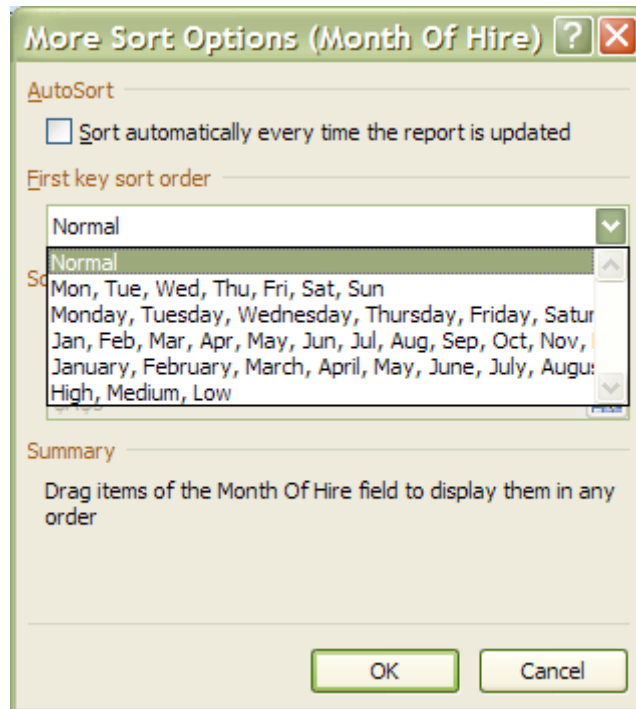 More Sort Options (Month Of Hire)
AutoSort
Sort automatically every time the report is updated
First key sort order
Normal
Normal
Mon, Tue, Wed, Thu, Fri, Sat, Sun
Monday, Tuesday, Wednesday, Thursday, Friday, Satur
Jan, Feb, Mar, Apr, May, Jun, Jul, Aug, Sep, Oct, Nov,
January, February, March, April, May, June, July, Augus
High, Medium, Low
Summary
Drag items of the Month Of Hire field to display them in any
order
OK Cancel